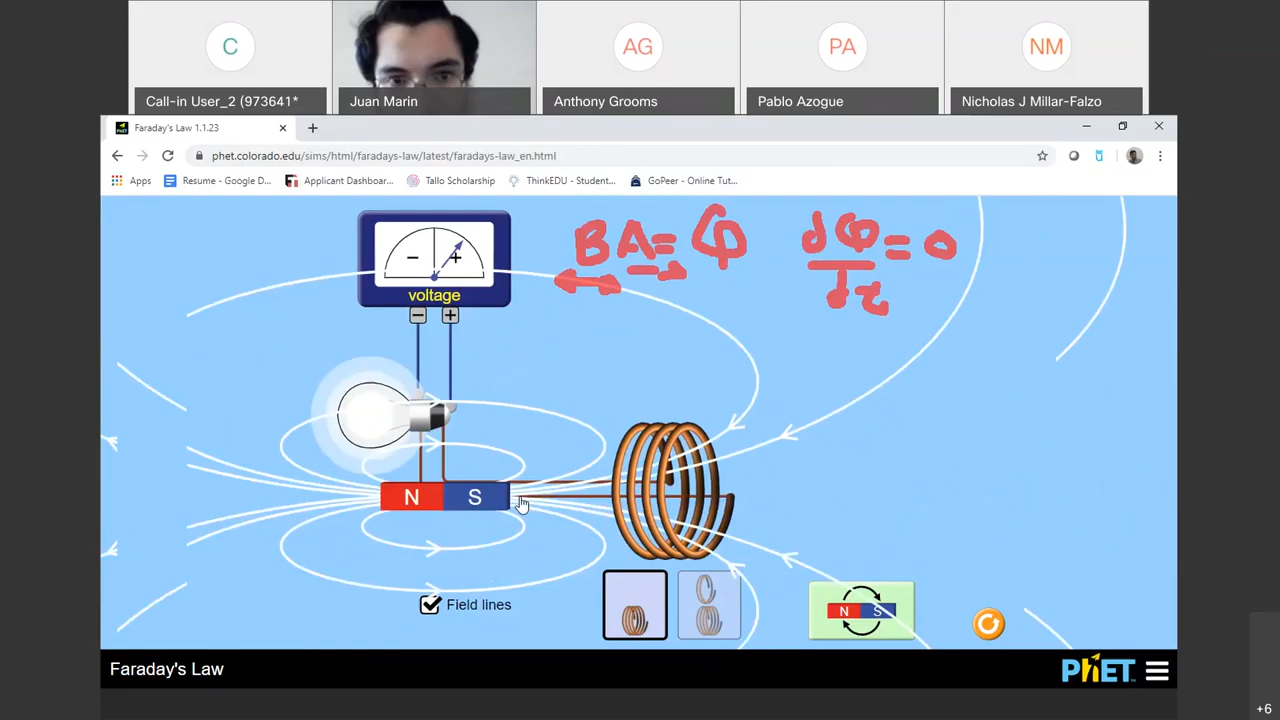 C
AG
PA
NM
Call-in User_2 (973641*
Juan Marin
Anthony Grooms
Pablo Azogue
Nicholas J Millar-Falzo
Faraday's Law 1.1.23
phet.colorado.edu/sims/html/faradays-law/latest/faradays-law_en.html
Apps
Resume - Google D...
Applicant Dashboar...
Tallo Scholarship
ThinkEDU - Student...
GoPeer - Online Tut...
BA = φ
dφ/dt = 0
− +
voltage
− +
N S
Field lines
N S
Faraday's Law
PhET
+6